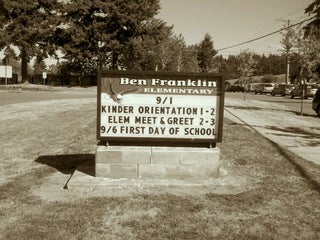 Ben Franklin
ELEMENTARY
9/1
KINDER ORIENTATION 1-2
ELEM MEET & GREET 2-3
9/6 FIRST DAY OF SCHOOL